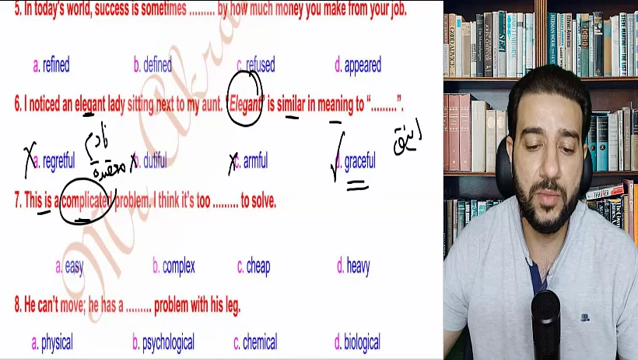 5. In today's world, success is sometimes ......... by how much money you make from your job.
a. refined b. defined c. refused d. appeared
6. I noticed an elegant lady sitting next to my aunt. "Elegant" is similar in meaning to ".........".
انيق
نادم
a. regretful b. dutiful c. armful d. graceful
معقدة
7. This is a complicated problem. I think it's too ......... to solve.
a. easy b. complex c. cheap d. heavy
8. He can't move; he has a ......... problem with his leg.
a. physical b. psychological c. chemical d. biological